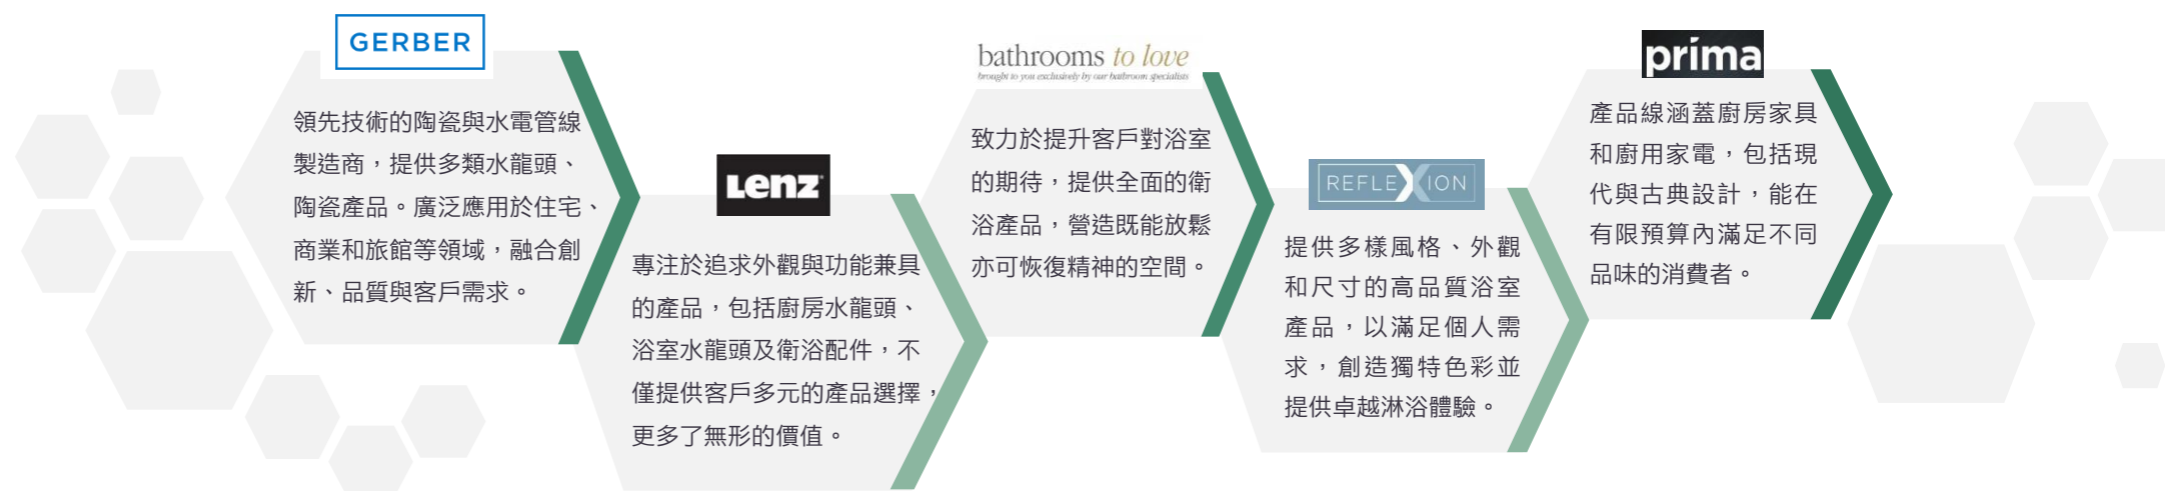 GERBER
領先技術的陶瓷與水電管線
製造商，提供多類水龍頭、
陶瓷產品。廣泛應用於住宅、
商業和旅館等領域，融合創
新、品質與客戶需求。
Lenz
專注於追求外觀與功能兼具
的產品，包括廚房水龍頭、
浴室水龍頭及衛浴配件，不
僅提供客戶多元的產品選擇，
更多了無形的價值。
bathrooms to love
brought to you exclusively by our bathroom specialists
致力於提升客戶對浴室
的期待，提供全面的衛
浴產品，營造既能放鬆
亦可恢復精神的空間。
REFLEXION
提供多樣風格、外觀
和尺寸的高品質浴室
產品，以滿足個人需
求，創造獨特色彩並
提供卓越淋浴體驗。
prima
產品線涵蓋廚房家具
和廚用家電，包括現
代與古典設計，能在
有限預算內滿足不同
品味的消費者。